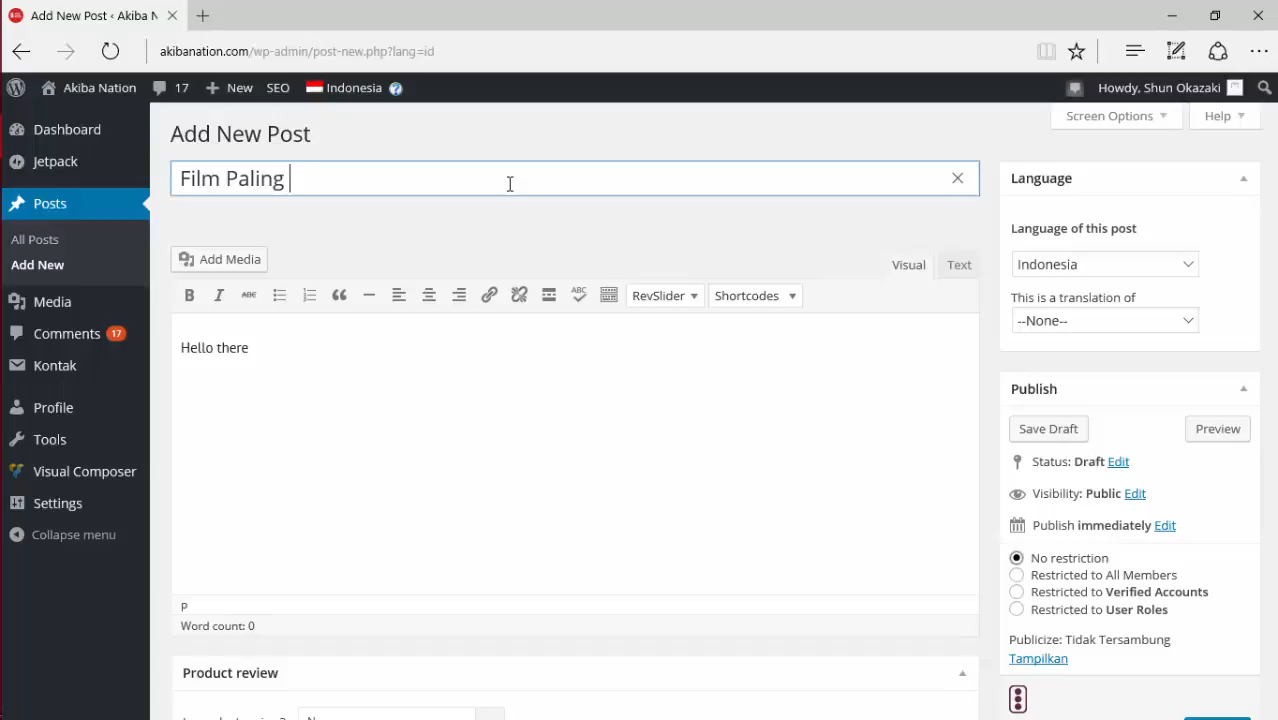 Add New Post ‹ Akiba N
akibanation.com/wp-admin/post-new.php?lang=id
Akiba Nation
17
New
SEO
Indonesia
Howdy, Shun Okazaki
Dashboard
Jetpack
Posts
All Posts
Add New
Media
Comments 17
Kontak
Profile
Tools
Visual Composer
Settings
Collapse menu
Screen Options
Help
Add New Post
Film Paling
Add Media
Visual
Text
B I ABC
ABC
RevSlider
Shortcodes
Hello there
p
Word count: 0
Product review
Language
Language of this post
Indonesia
This is a translation of
--None--
Publish
Save Draft
Preview
Status: Draft Edit
Visibility: Public Edit
Publish immediately Edit
No restriction
Restricted to All Members
Restricted to Verified Accounts
Restricted to User Roles
Publicize: Tidak Tersambung
Tampilkan